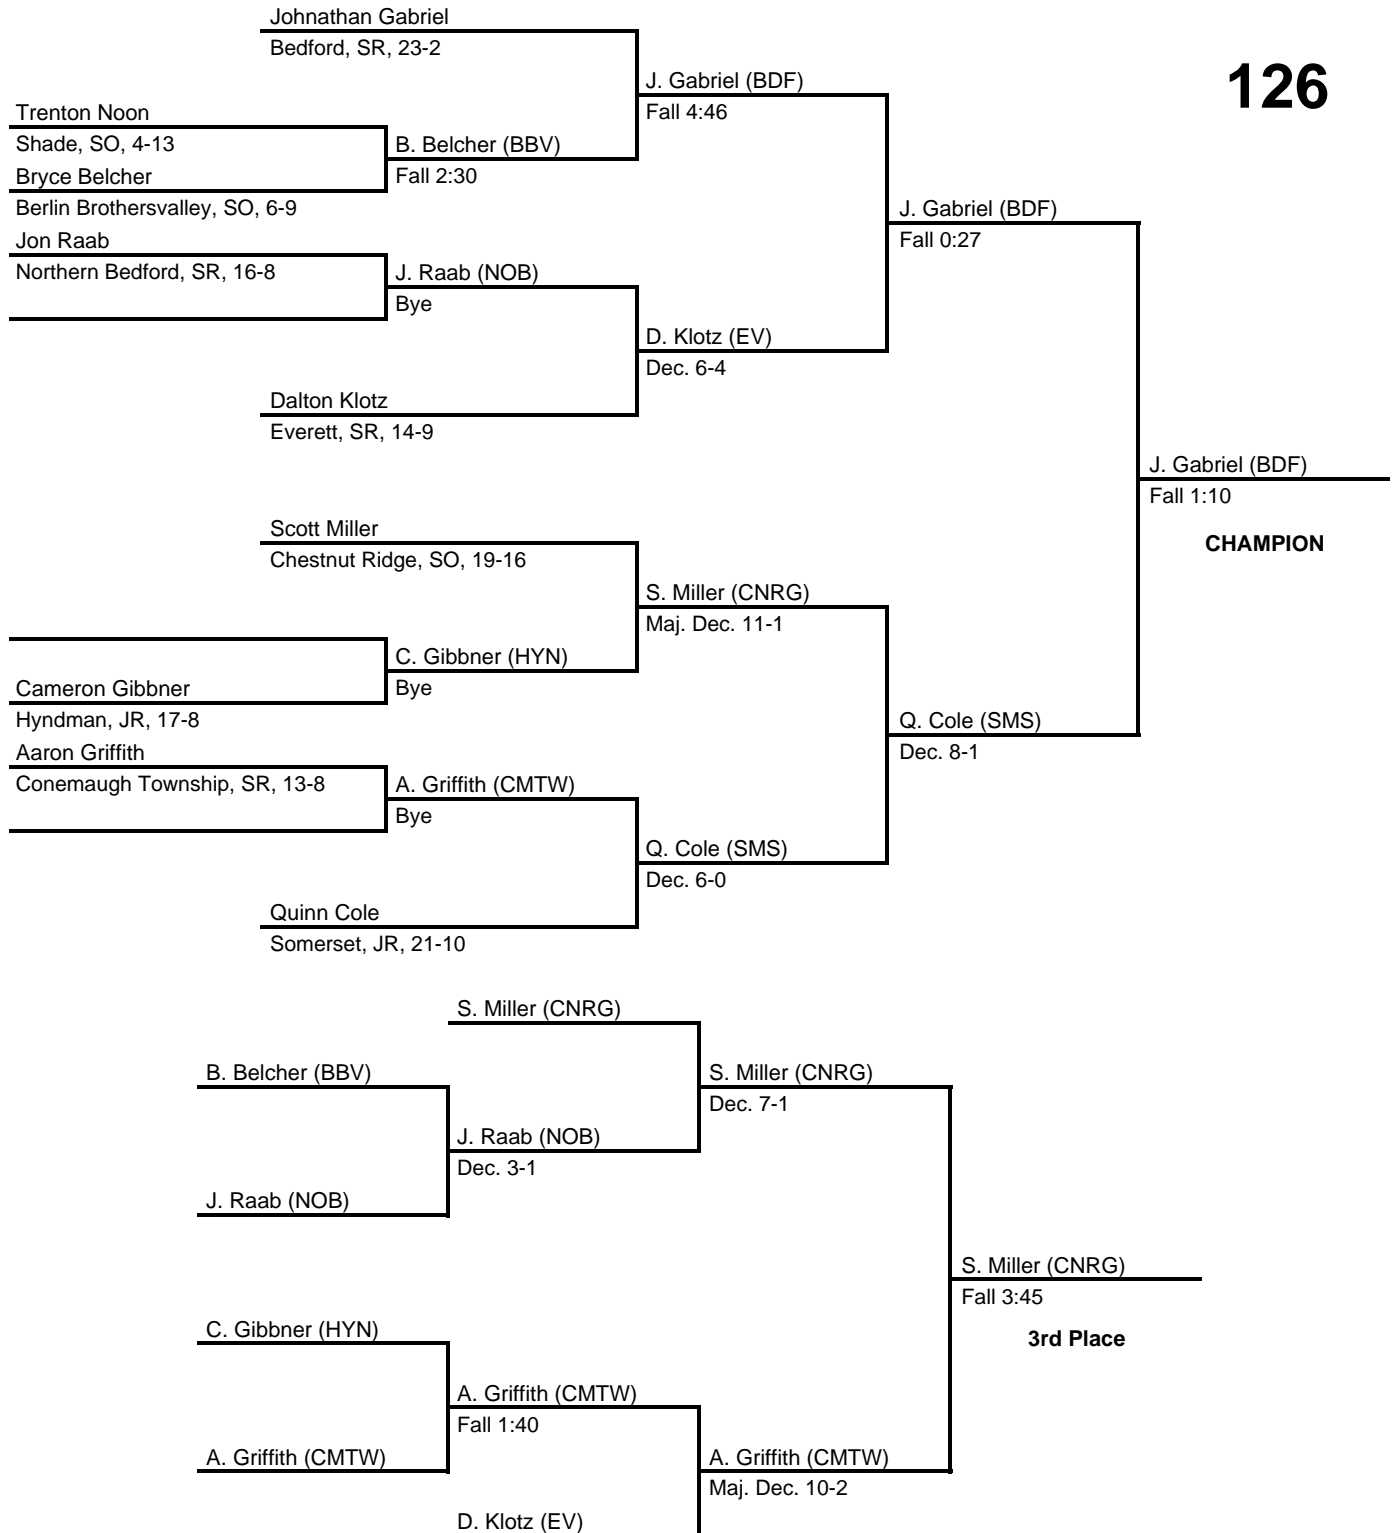 Johnathan Gabriel
Bedford, SR, 23-2
126
J. Gabriel (BDF)
Fall 4:46
Trenton Noon
Shade, SO, 4-13
B. Belcher (BBV)
Bryce Belcher
Fall 2:30
Berlin Brothersvalley, SO, 6-9
J. Gabriel (BDF)
Jon Raab
Fall 0:27
Northern Bedford, SR, 16-8
J. Raab (NOB)
Bye
D. Klotz (EV)
Dec. 6-4
Dalton Klotz
Everett, SR, 14-9
J. Gabriel (BDF)
Fall 1:10
CHAMPION
Scott Miller
Chestnut Ridge, SO, 19-16
S. Miller (CNRG)
Maj. Dec. 11-1
C. Gibbner (HYN)
Cameron Gibbner
Bye
Hyndman, JR, 17-8
Q. Cole (SMS)
Aaron Griffith
Dec. 8-1
Conemaugh Township, SR, 13-8
A. Griffith (CMTW)
Bye
Q. Cole (SMS)
Dec. 6-0
Quinn Cole
Somerset, JR, 21-10
S. Miller (CNRG)
B. Belcher (BBV)
S. Miller (CNRG)
Dec. 7-1
J. Raab (NOB)
Dec. 3-1
J. Raab (NOB)
S. Miller (CNRG)
Fall 3:45
3rd Place
C. Gibbner (HYN)
A. Griffith (CMTW)
Fall 1:40
A. Griffith (CMTW)
A. Griffith (CMTW)
Maj. Dec. 10-2
D. Klotz (EV)